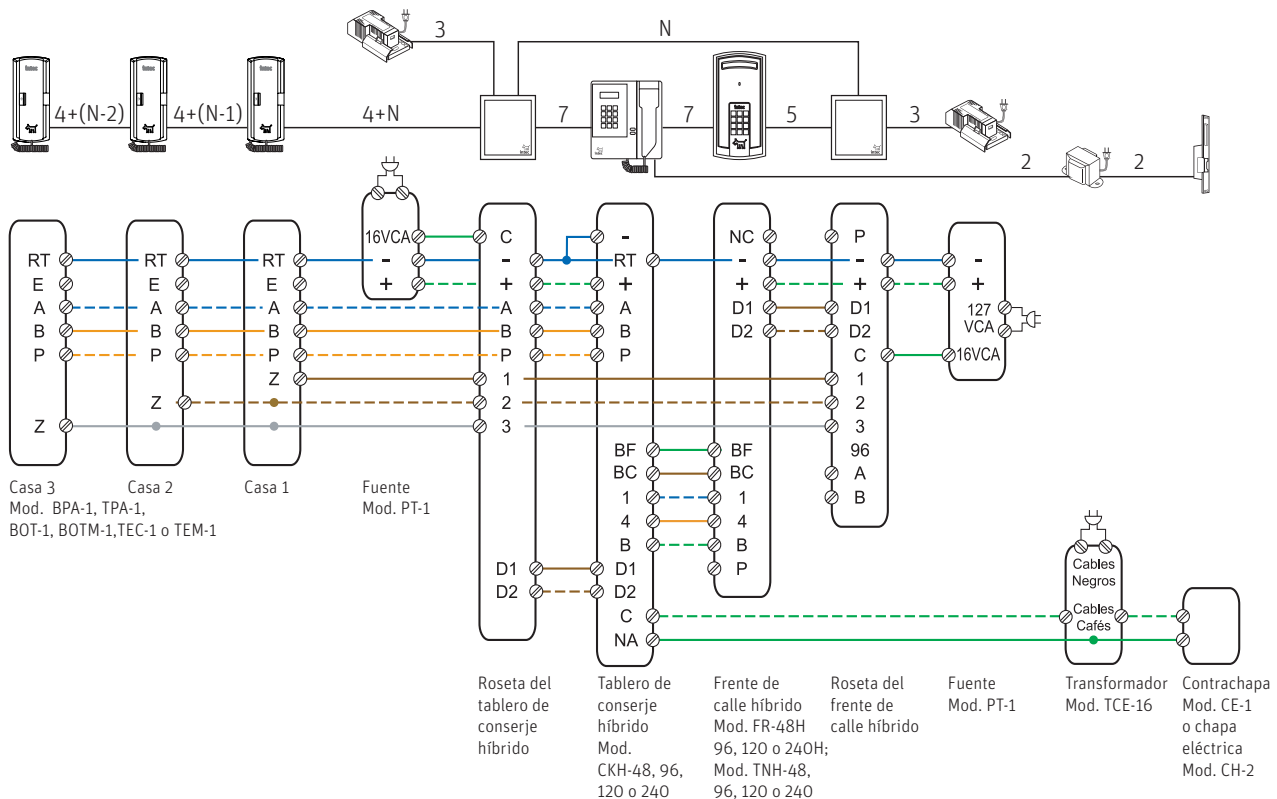 3
N
4+(N-2)
4+(N-1)
4+N
7
7
5
3
2
2
RT
E
A
B
P
Z
RT
E
A
B
P
Z
RT
E
A
B
P
Z
16VCA
-
+
C
-
+
A
B
P
1
2
3
D1
D2
-
RT
+
A
B
P
BF
BC
1
4
B
D1
D2
C
NA
NC
-
+
D1
D2
BF
BC
1
4
B
P
P
-
+
D1
D2
C
1
2
3
96
A
B
-
+
127
VCA
16VCA
Cables
Negros
Cables
Cafés
Casa 3
Mod. BPA-1, TPA-1,
BOT-1, BOTM-1,TEC-1 o TEM-1
Casa 2
Casa 1
Fuente
Mod. PT-1
Roseta del
tablero de
conserje
híbrido
Tablero de
conserje
híbrido
Mod.
CKH-48, 96,
120 o 240
Frente de
calle híbrido
Mod. FR-48H
96, 120 o 240H;
Mod. TNH-48,
96, 120 o 240
Roseta del
frente de
calle híbrido
Fuente
Mod. PT-1
Transformador
Mod. TCE-16
Contrachapa
Mod. CE-1
o chapa
eléctrica
Mod. CH-2